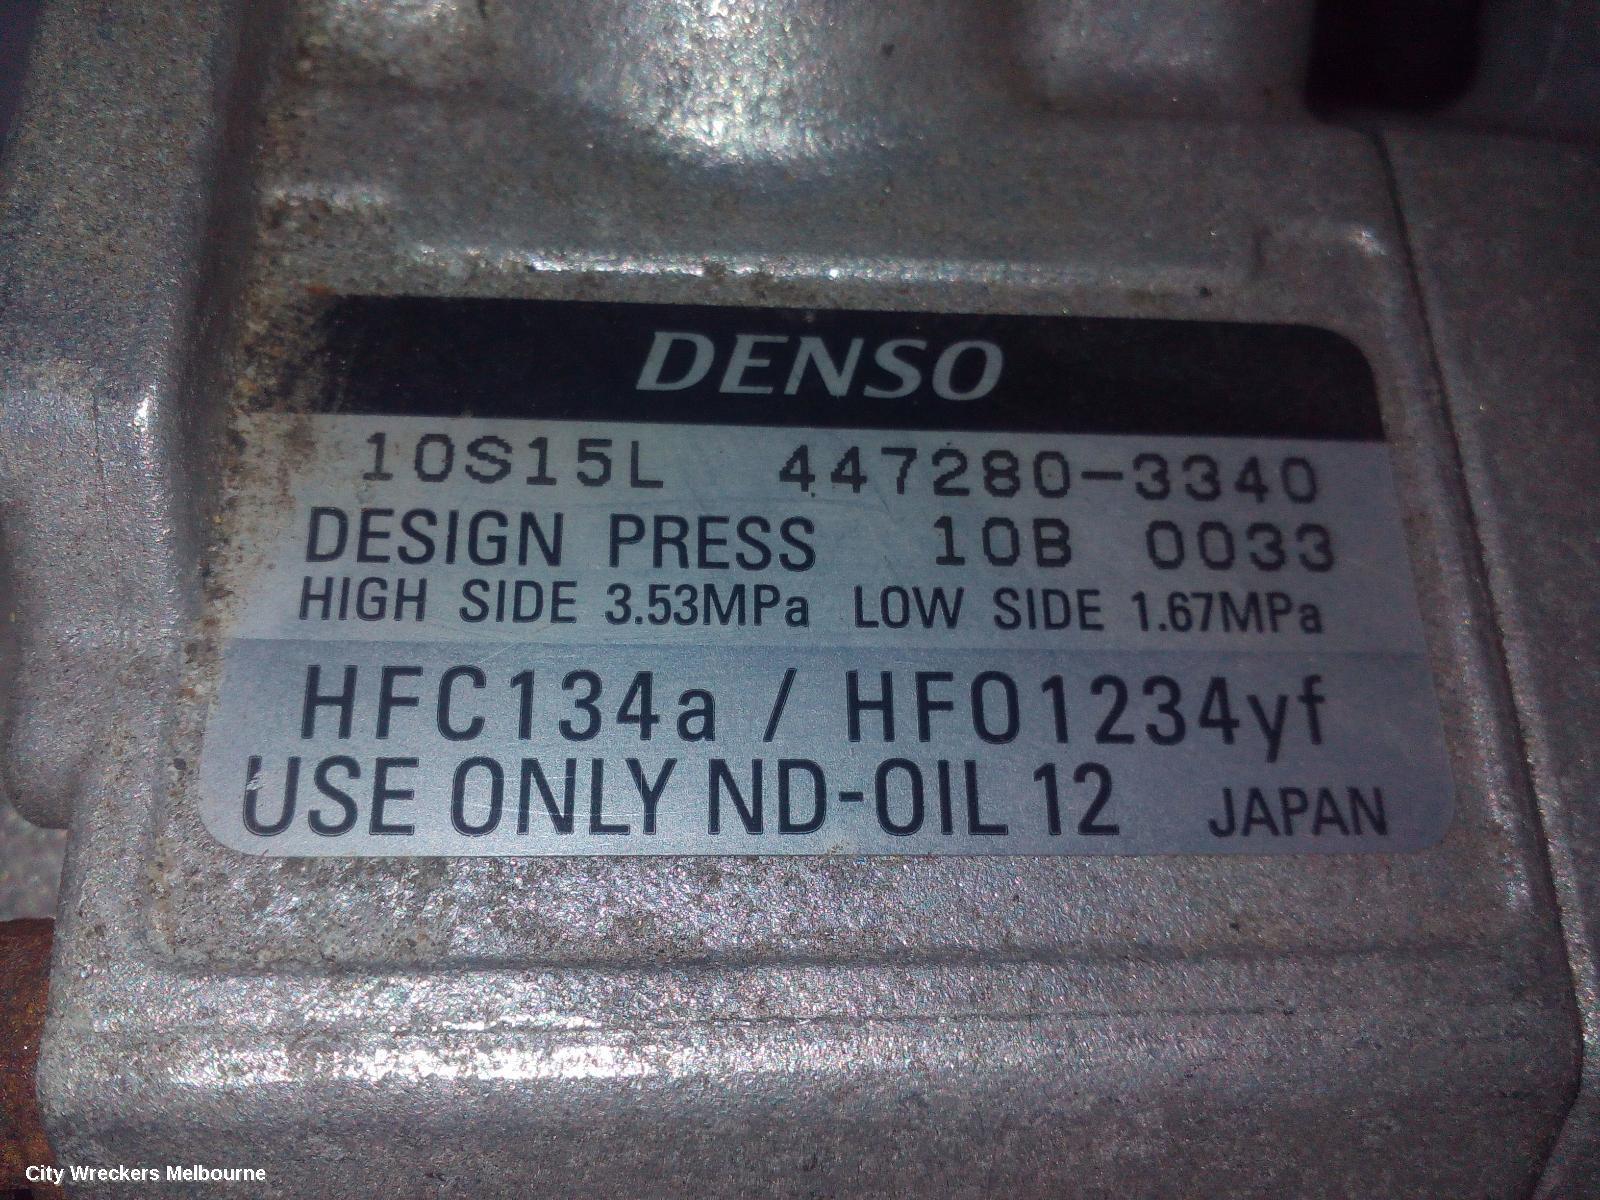 DENSO
10S15L 447280-3340
DESIGN PRESS 10B 0033
HIGH SIDE 3.53MPa LOW SIDE 1.67MPa
HFC134a / HFO1234yf
USE ONLY ND-OIL 12 JAPAN
City Wreckers Melbourne